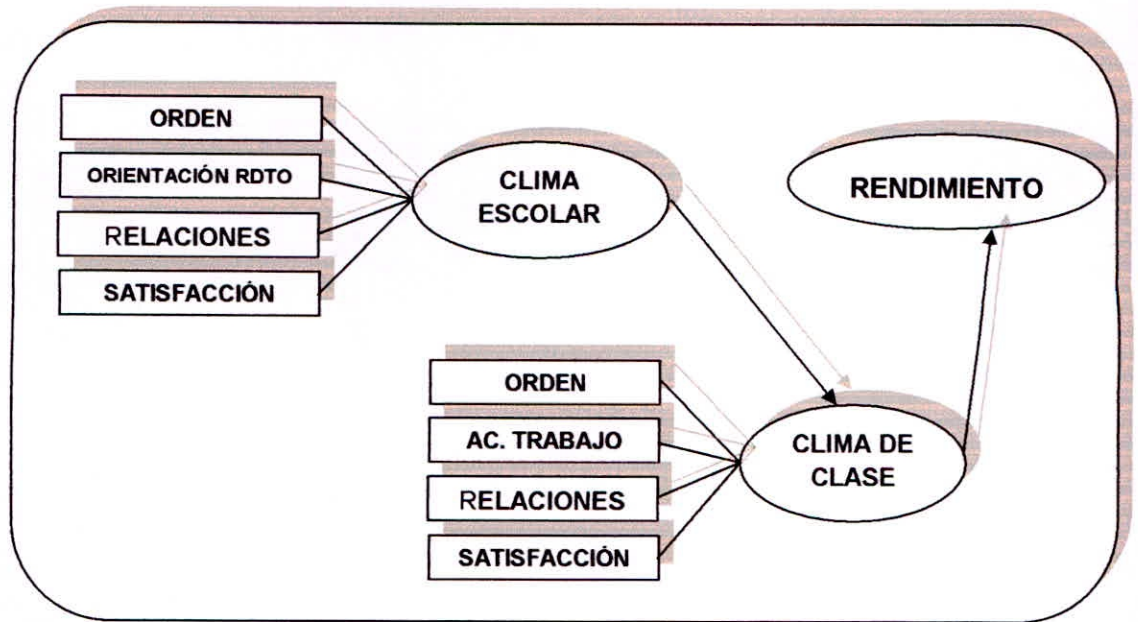 ORDEN
ORIENTACIÓN RDTO
RELACIONES
SATISFACCIÓN
CLIMA
ESCOLAR
RENDIMIENTO
ORDEN
AC. TRABAJO
RELACIONES
SATISFACCIÓN
CLIMA DE
CLASE